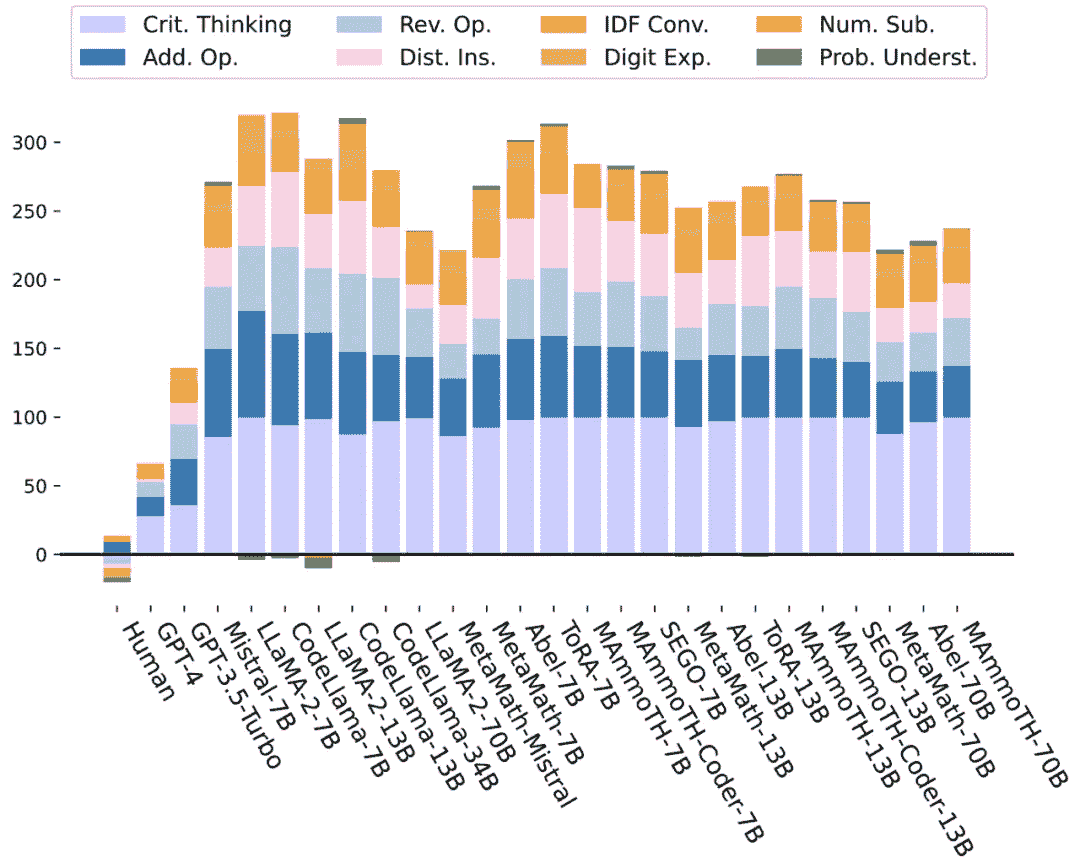 Crit. Thinking Rev. Op. IDF Conv. Num. Sub.
Add. Op. Dist. Ins. Digit Exp. Prob. Underst.
300
250
200
150
100
50
0
Human
GPT-4
GPT-3.5-Turbo
Mistral-7B
LLaMA-2-7B
CodeLlama-7B
LLaMA-2-13B
CodeLlama-13B
CodeLlama-34B
LLaMA-2-70B
MetaMath-Mistral
MetaMath-7B
Abel-7B
ToRA-7B
MAmmoTH-7B
MAmmoTH-Coder-7B
SEGO-7B
MetaMath-13B
Abel-13B
ToRA-13B
MAmmoTH-13B
MAmmoTH-Coder-13B
SEGO-13B
MetaMath-70B
Abel-70B
MAmmoTH-70B